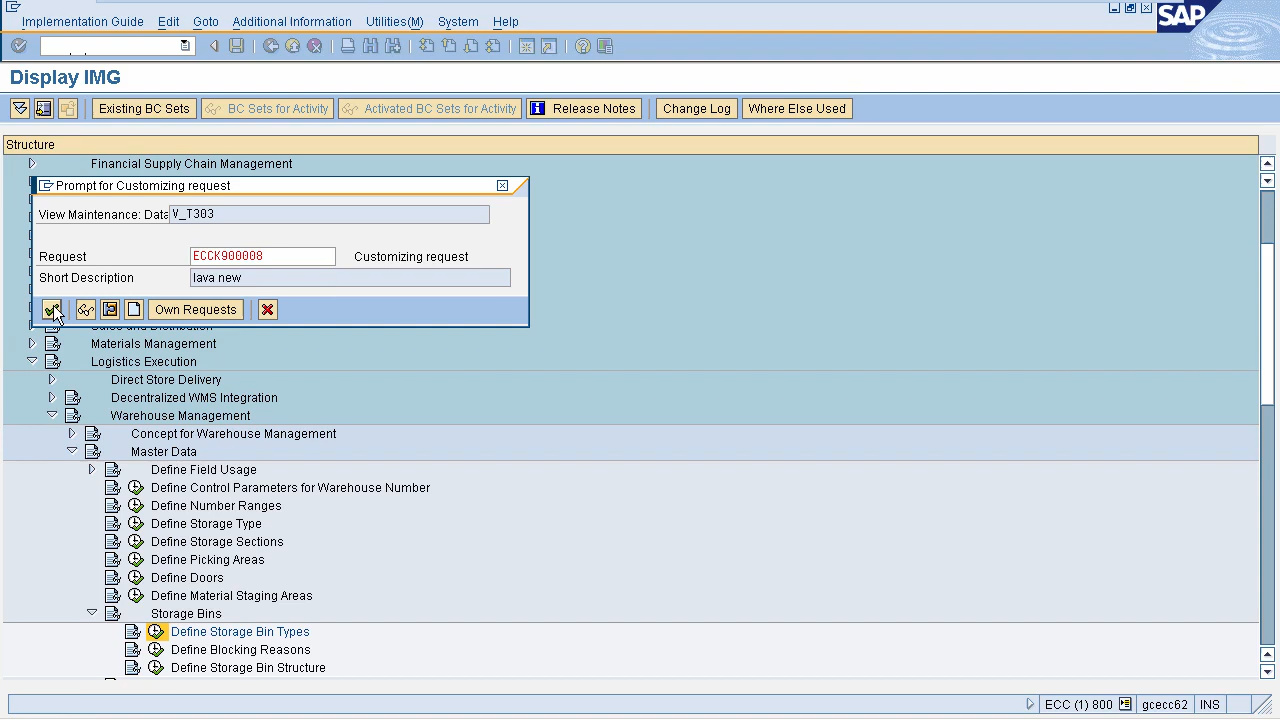 Implementation Guide Edit Goto Additional Information Utilities(M) System Help
SAP
Display IMG
Existing BC Sets BC Sets for Activity Activated BC Sets for Activity Release Notes Change Log Where Else Used
Structure
Financial Supply Chain Management
Prompt for Customizing request
View Maintenance: Data V_T303
Request ECCK900008 Customizing request
Short Description lava new
Own Requests
Sales and Distribution
Materials Management
Logistics Execution
Direct Store Delivery
Decentralized WMS Integration
Warehouse Management
Concept for Warehouse Management
Master Data
Define Field Usage
Define Control Parameters for Warehouse Number
Define Number Ranges
Define Storage Type
Define Storage Sections
Define Picking Areas
Define Doors
Define Material Staging Areas
Storage Bins
Define Storage Bin Types
Define Blocking Reasons
Define Storage Bin Structure
ECC (1) 800 gcecc62 INS